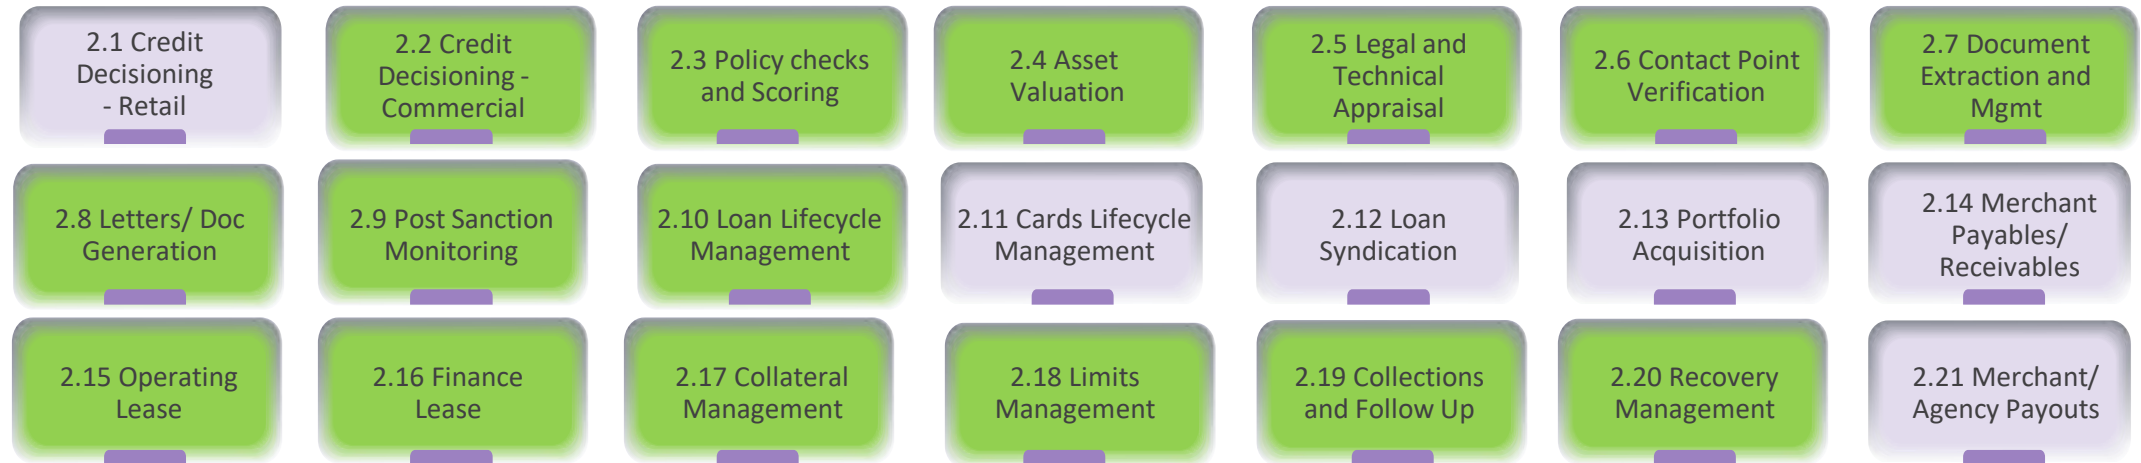 2.1 Credit
Decisioning
- Retail
2.2 Credit
Decisioning -
Commercial
2.3 Policy checks
and Scoring
2.4 Asset
Valuation
2.5 Legal and
Technical
Appraisal
2.6 Contact Point
Verification
2.7 Document
Extraction and
Mgmt
2.8 Letters/ Doc
Generation
2.9 Post Sanction
Monitoring
2.10 Loan Lifecycle
Management
2.11 Cards Lifecycle
Management
2.12 Loan
Syndication
2.13 Portfolio
Acquisition
2.14 Merchant
Payables/
Receivables
2.15 Operating
Lease
2.16 Finance
Lease
2.17 Collateral
Management
2.18 Limits
Management
2.19 Collections
and Follow Up
2.20 Recovery
Management
2.21 Merchant/
Agency Payouts